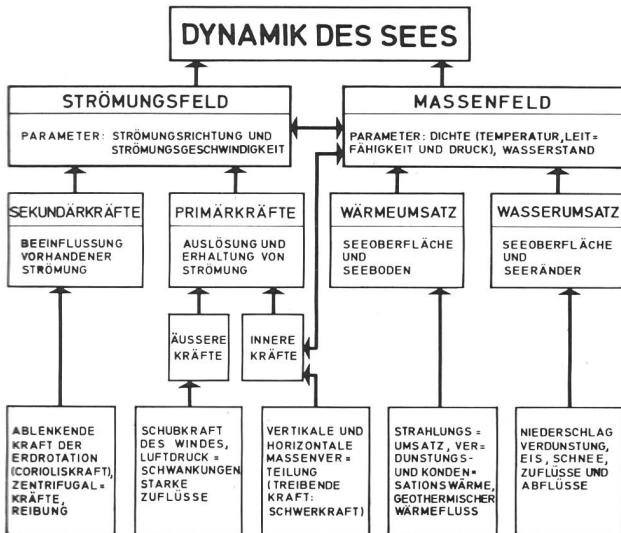 DYNAMIK DES SEES
STRÖMUNGSFELD
PARAMETER: STRÖMUNGSRICHTUNG UND
STRÖMUNGSGESCHWINDIGKEIT
MASSENFELD
PARAMETER: DICHTE (TEMPERATUR, LEIT=
FÄHIGKEIT UND DRUCK), WASSERSTAND
SEKUNDÄRKRÄFTE
BEEINFLUSSUNG
VORHANDENER
STRÖMUNG
PRIMÄRKRÄFTE
AUSLÖSUNG UND
ERHALTUNG VON
STRÖMUNG
WÄRMEUMSATZ
SEEOBERFLÄCHE
UND
SEEBODEN
WASSERUMSATZ
SEEOBERFLÄCHE
UND
SEERÄNDER
ÄUSSERE
KRÄFTE
INNERE
KRÄFTE
ABLENKENDE
KRAFT DER
ERDROTATION
(CORIOLISKRAFT),
ZENTRIFUGAL=
KRÄFTE,
REIBUNG
SCHUBKRAFT
DES WINDES,
LUFTDRUCK=
SCHWANKUNGEN,
STARKE
ZUFLÜSSE
VERTIKALE UND
HORIZONTALE
MASSENVER=
TEILUNG
(TREIBENDE
KRAFT:
SCHWERKRAFT)
STRAHLUNGS=
UMSATZ, VER=
DUNSTUNGS-
UND KONDEN=
SATIONSWÄRME,
GEOTHERMISCHER
WÄRMEFLUSS
NIEDERSCHLAG
VERDUNSTUNG,
EIS, SCHNEE,
ZUFLÜSSE UND
ABFLÜSSE